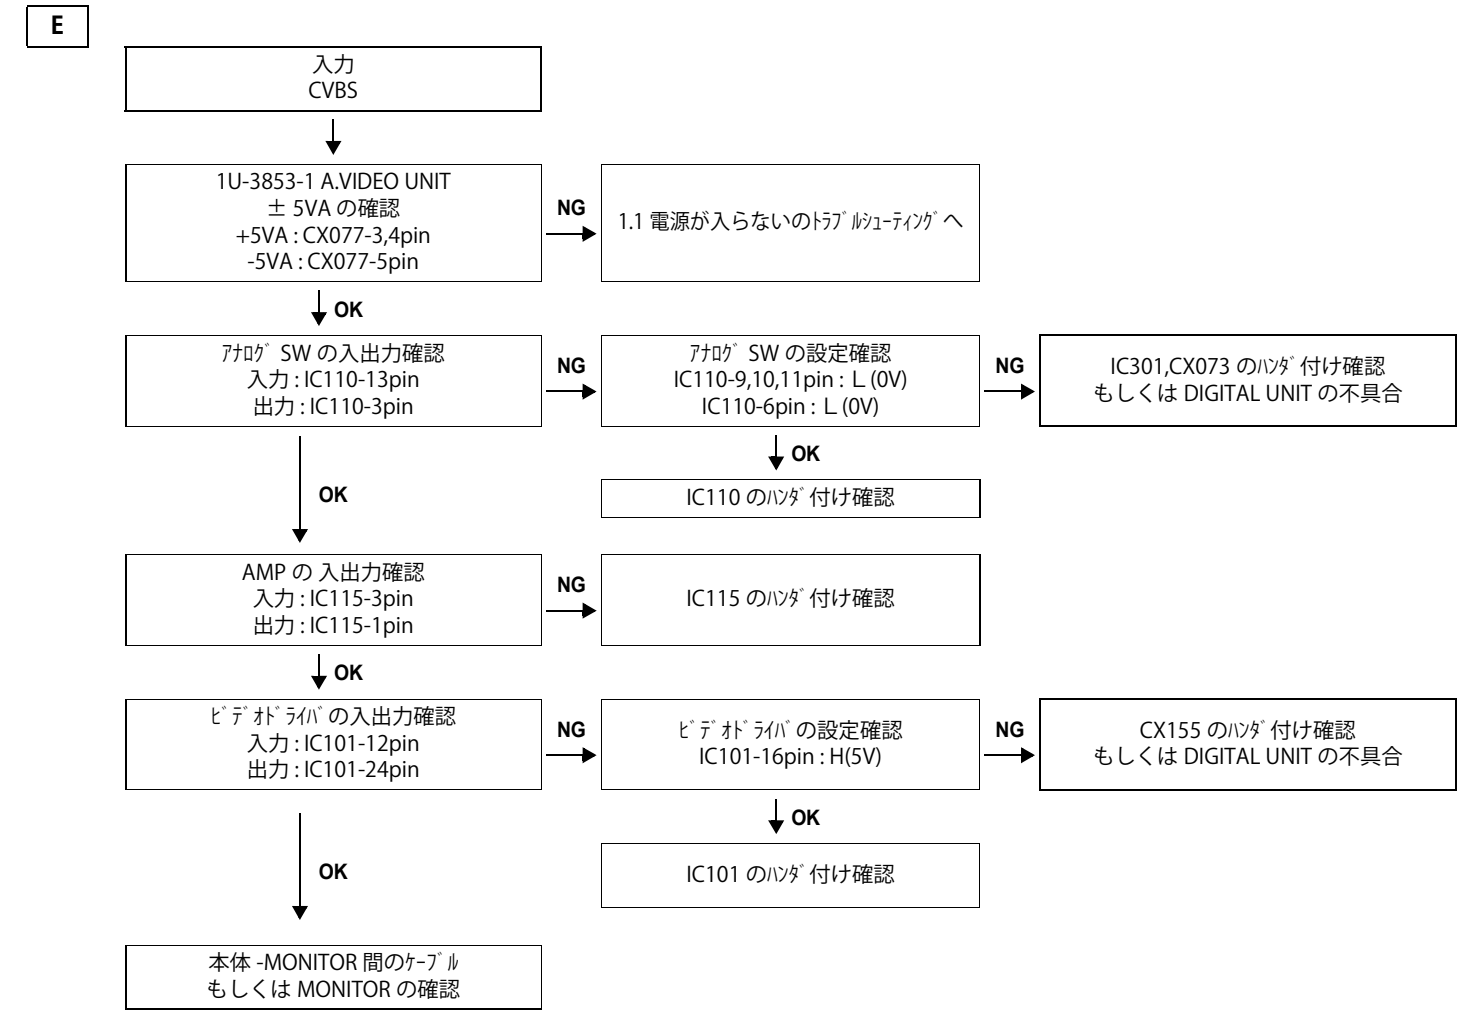 E
入力
CVBS
1U-3853-1 A.VIDEO UNIT
± 5VA の確認
+5VA : CX077-3,4pin
-5VA : CX077-5pin
NG
1.1 電源が入らないのﾄﾗﾌﾞﾙｼｭｰﾃｨﾝｸﾞへ
OK
ｱﾅﾛｸﾞ SW の入出力確認
入力 : IC110-13pin
出力 : IC110-3pin
NG
ｱﾅﾛｸﾞ SW の設定確認
IC110-9,10,11pin : L (0V)
IC110-6pin : L (0V)
NG
IC301,CX073 のﾊﾝﾀﾞ付け確認
もしくは DIGITAL UNIT の不具合
OK
IC110 のﾊﾝﾀﾞ付け確認
OK
AMP の 入出力確認
入力 : IC115-3pin
出力 : IC115-1pin
NG
IC115 のﾊﾝﾀﾞ付け確認
OK
ﾋﾞﾃﾞｵﾄﾞﾗｲﾊﾞの入出力確認
入力 : IC101-12pin
出力 : IC101-24pin
NG
ﾋﾞﾃﾞｵﾄﾞﾗｲﾊﾞの設定確認
IC101-16pin : H(5V)
NG
CX155 のﾊﾝﾀﾞ付け確認
もしくは DIGITAL UNIT の不具合
OK
IC101 のﾊﾝﾀﾞ付け確認
OK
本体 -MONITOR 間のｹｰﾌﾞﾙ
もしくは MONITOR の確認